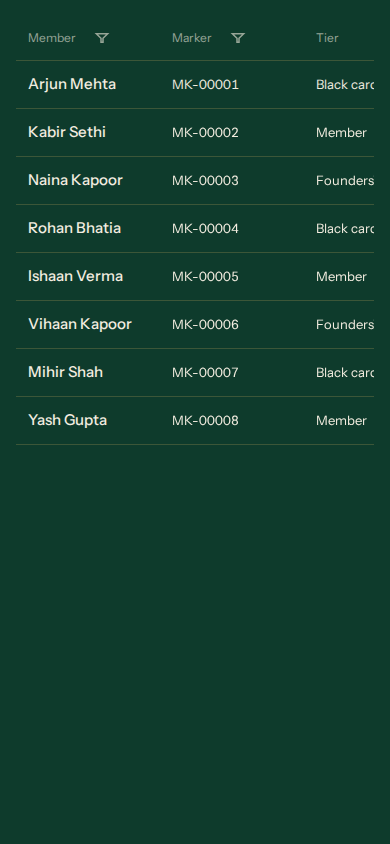 Member Marker Tier
Arjun Mehta MK-00001 Black card
Kabir Sethi MK-00002 Member
Naina Kapoor MK-00003 Founders
Rohan Bhatia MK-00004 Black card
Ishaan Verma MK-00005 Member
Vihaan Kapoor MK-00006 Founders
Mihir Shah MK-00007 Black card
Yash Gupta MK-00008 Member